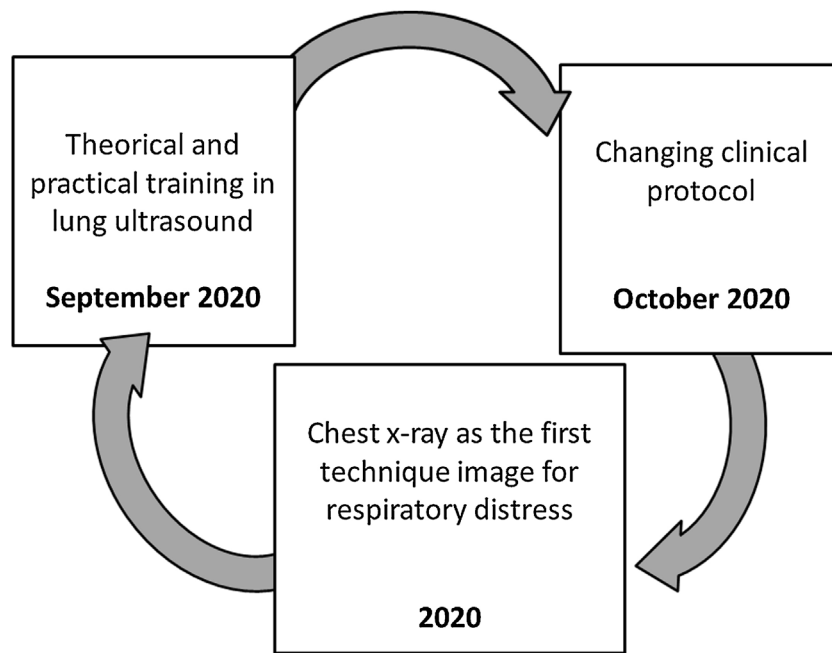 Theorical and
practical training in
lung ultrasound
September 2020
Changing clinical
protocol
October 2020
Chest x-ray as the first
technique image for
respiratory distress
2020